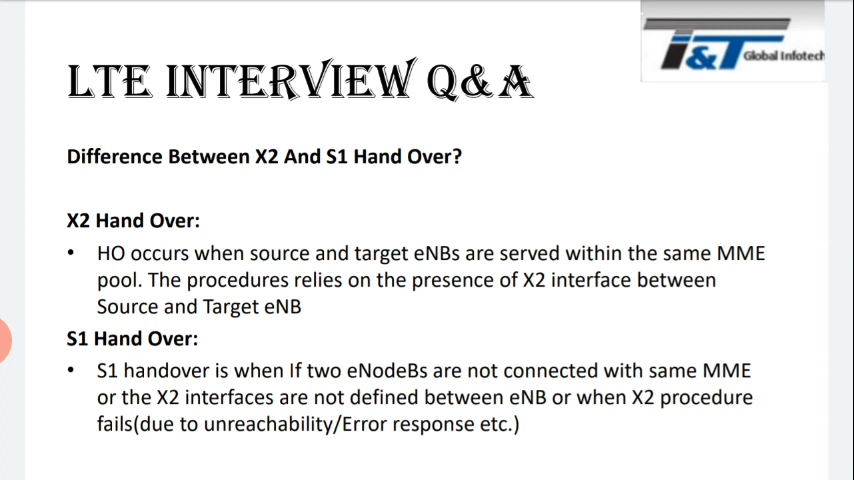 T&T Global Infotech
LTE INTERVIEW Q&A
Difference Between X2 And S1 Hand Over?
X2 Hand Over:
• HO occurs when source and target eNBs are served within the same MME
pool. The procedures relies on the presence of X2 interface between
Source and Target eNB
S1 Hand Over:
• S1 handover is when If two eNodeBs are not connected with same MME
or the X2 interfaces are not defined between eNB or when X2 procedure
fails(due to unreachability/Error response etc.)